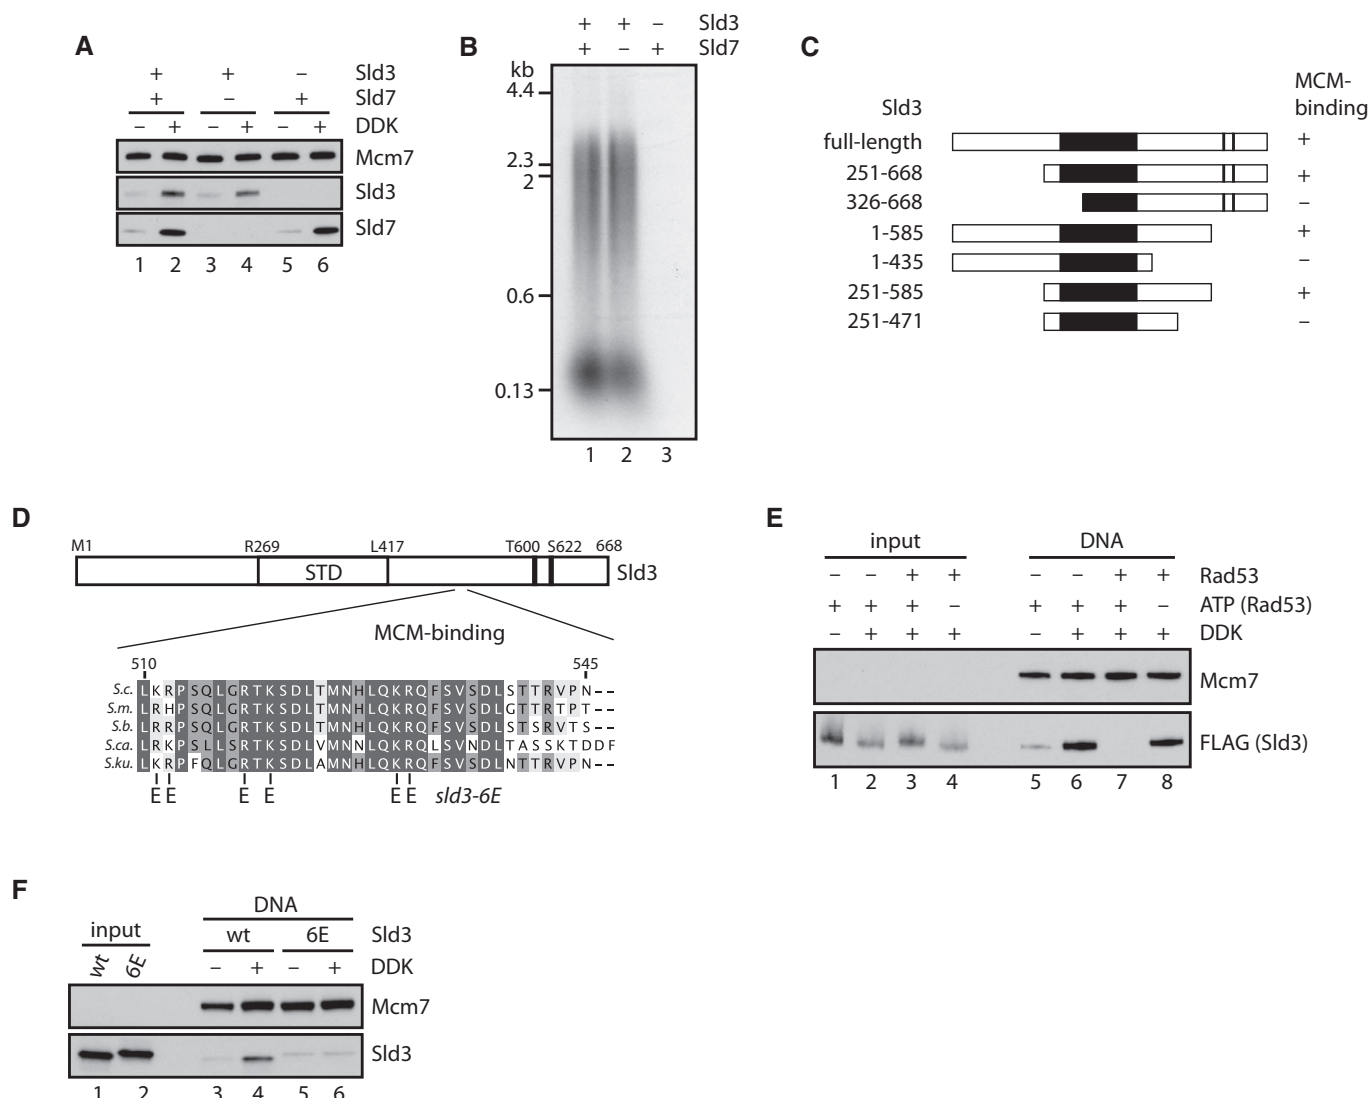 A
+ + – Sld3
+ – + Sld7
– + – + – + DDK
Mcm7
Sld3
Sld7
1 2 3 4 5 6
B
+ + – Sld3
+ – + Sld7
kb
4.4
2.3
2
0.6
0.13
1 2 3
C
Sld3
MCM-
binding
full-length +
251-668 +
326-668 –
1-585 +
1-435 –
251-585 +
251-471 –
D
M1 R269 L417 T600 S622 668
STD Sld3
MCM-binding
510 545
S.c. LKRPSQLGRTKSDLTMNHLQKRQFSVSDLSTTRVPN--
S.m. LRHPSQLGRTKSDLTMNHLQKRQFSVSDLGTTRTPT--
S.b. LRRPSQLGRTKSDLTMNHLQKRQFSVSDLSTSRVTS--
S.ca. LRKPSLLSRTKSDLVMNNLQKRQLSVNDLTASSKTDDF
S.ku. LKRPFQLGRTKSDLAMNHLQKRQFSVSDLNTTRVPN--
E E E E E E sld3-6E
E
input DNA
– – + + – – + + Rad53
+ + + – + + + – ATP (Rad53)
– + + + – + + + DDK
Mcm7
FLAG (Sld3)
1 2 3 4 5 6 7 8
F
DNA
input wt 6E Sld3
wt 6E – + – + DDK
Mcm7
Sld3
1 2 3 4 5 6